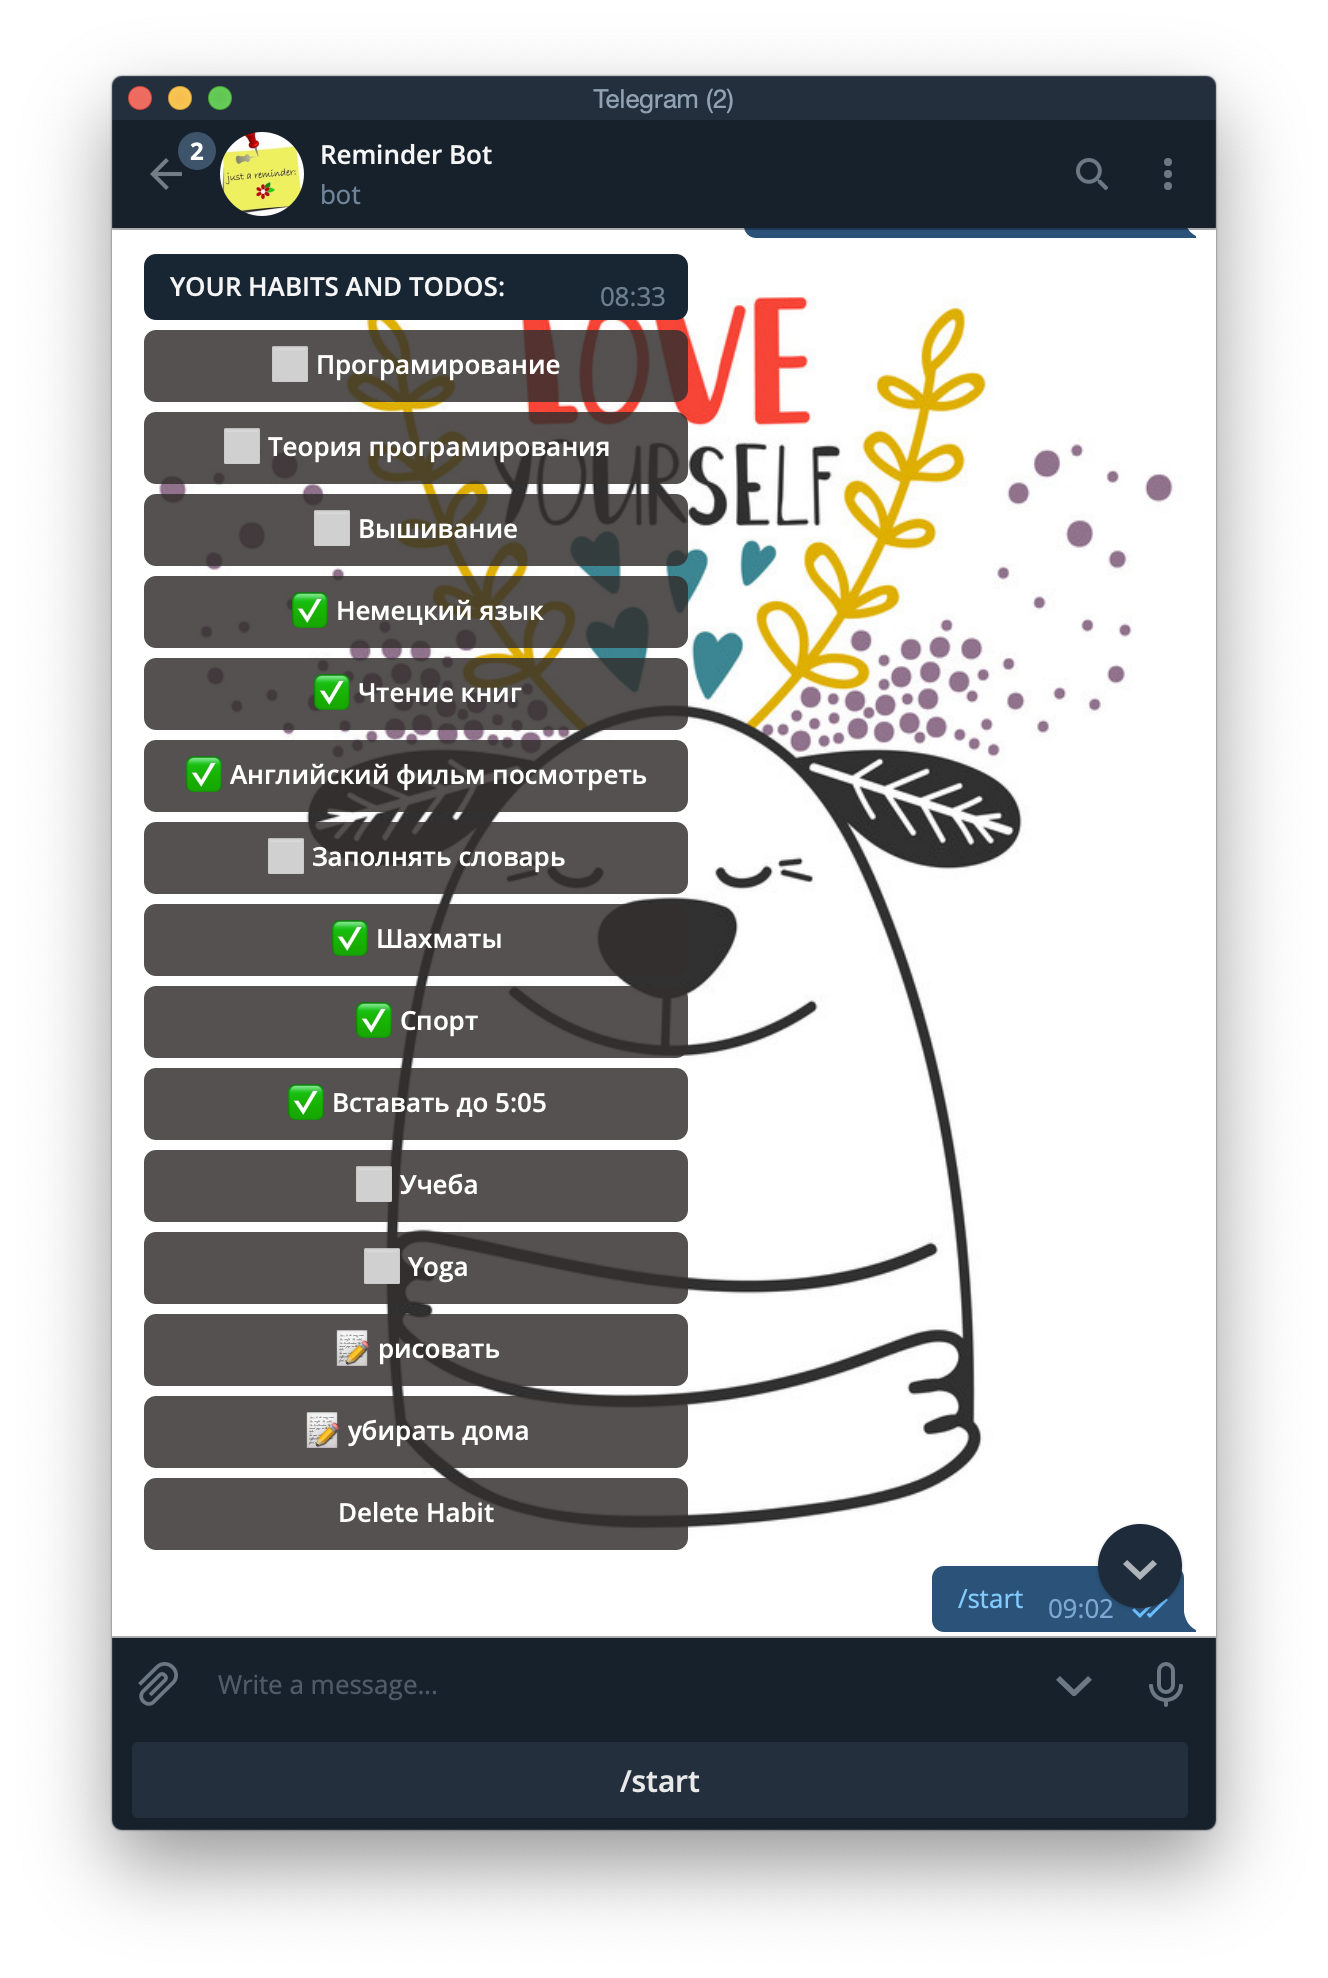 Telegram (2)
2
just a reminder:
Reminder Bot
bot
YOUR HABITS AND TODOS:
08:33
LOVE
YOURSELF
Програмирование
Теория програмирования
Вышивание
Немецкий язык
Чтение книг
Английский фильм посмотреть
Заполнять словарь
Шахматы
Спорт
Вставать до 5:05
Учеба
Yoga
рисовать
убирать дома
Delete Habit
/start 09:02
Write a message...
/start